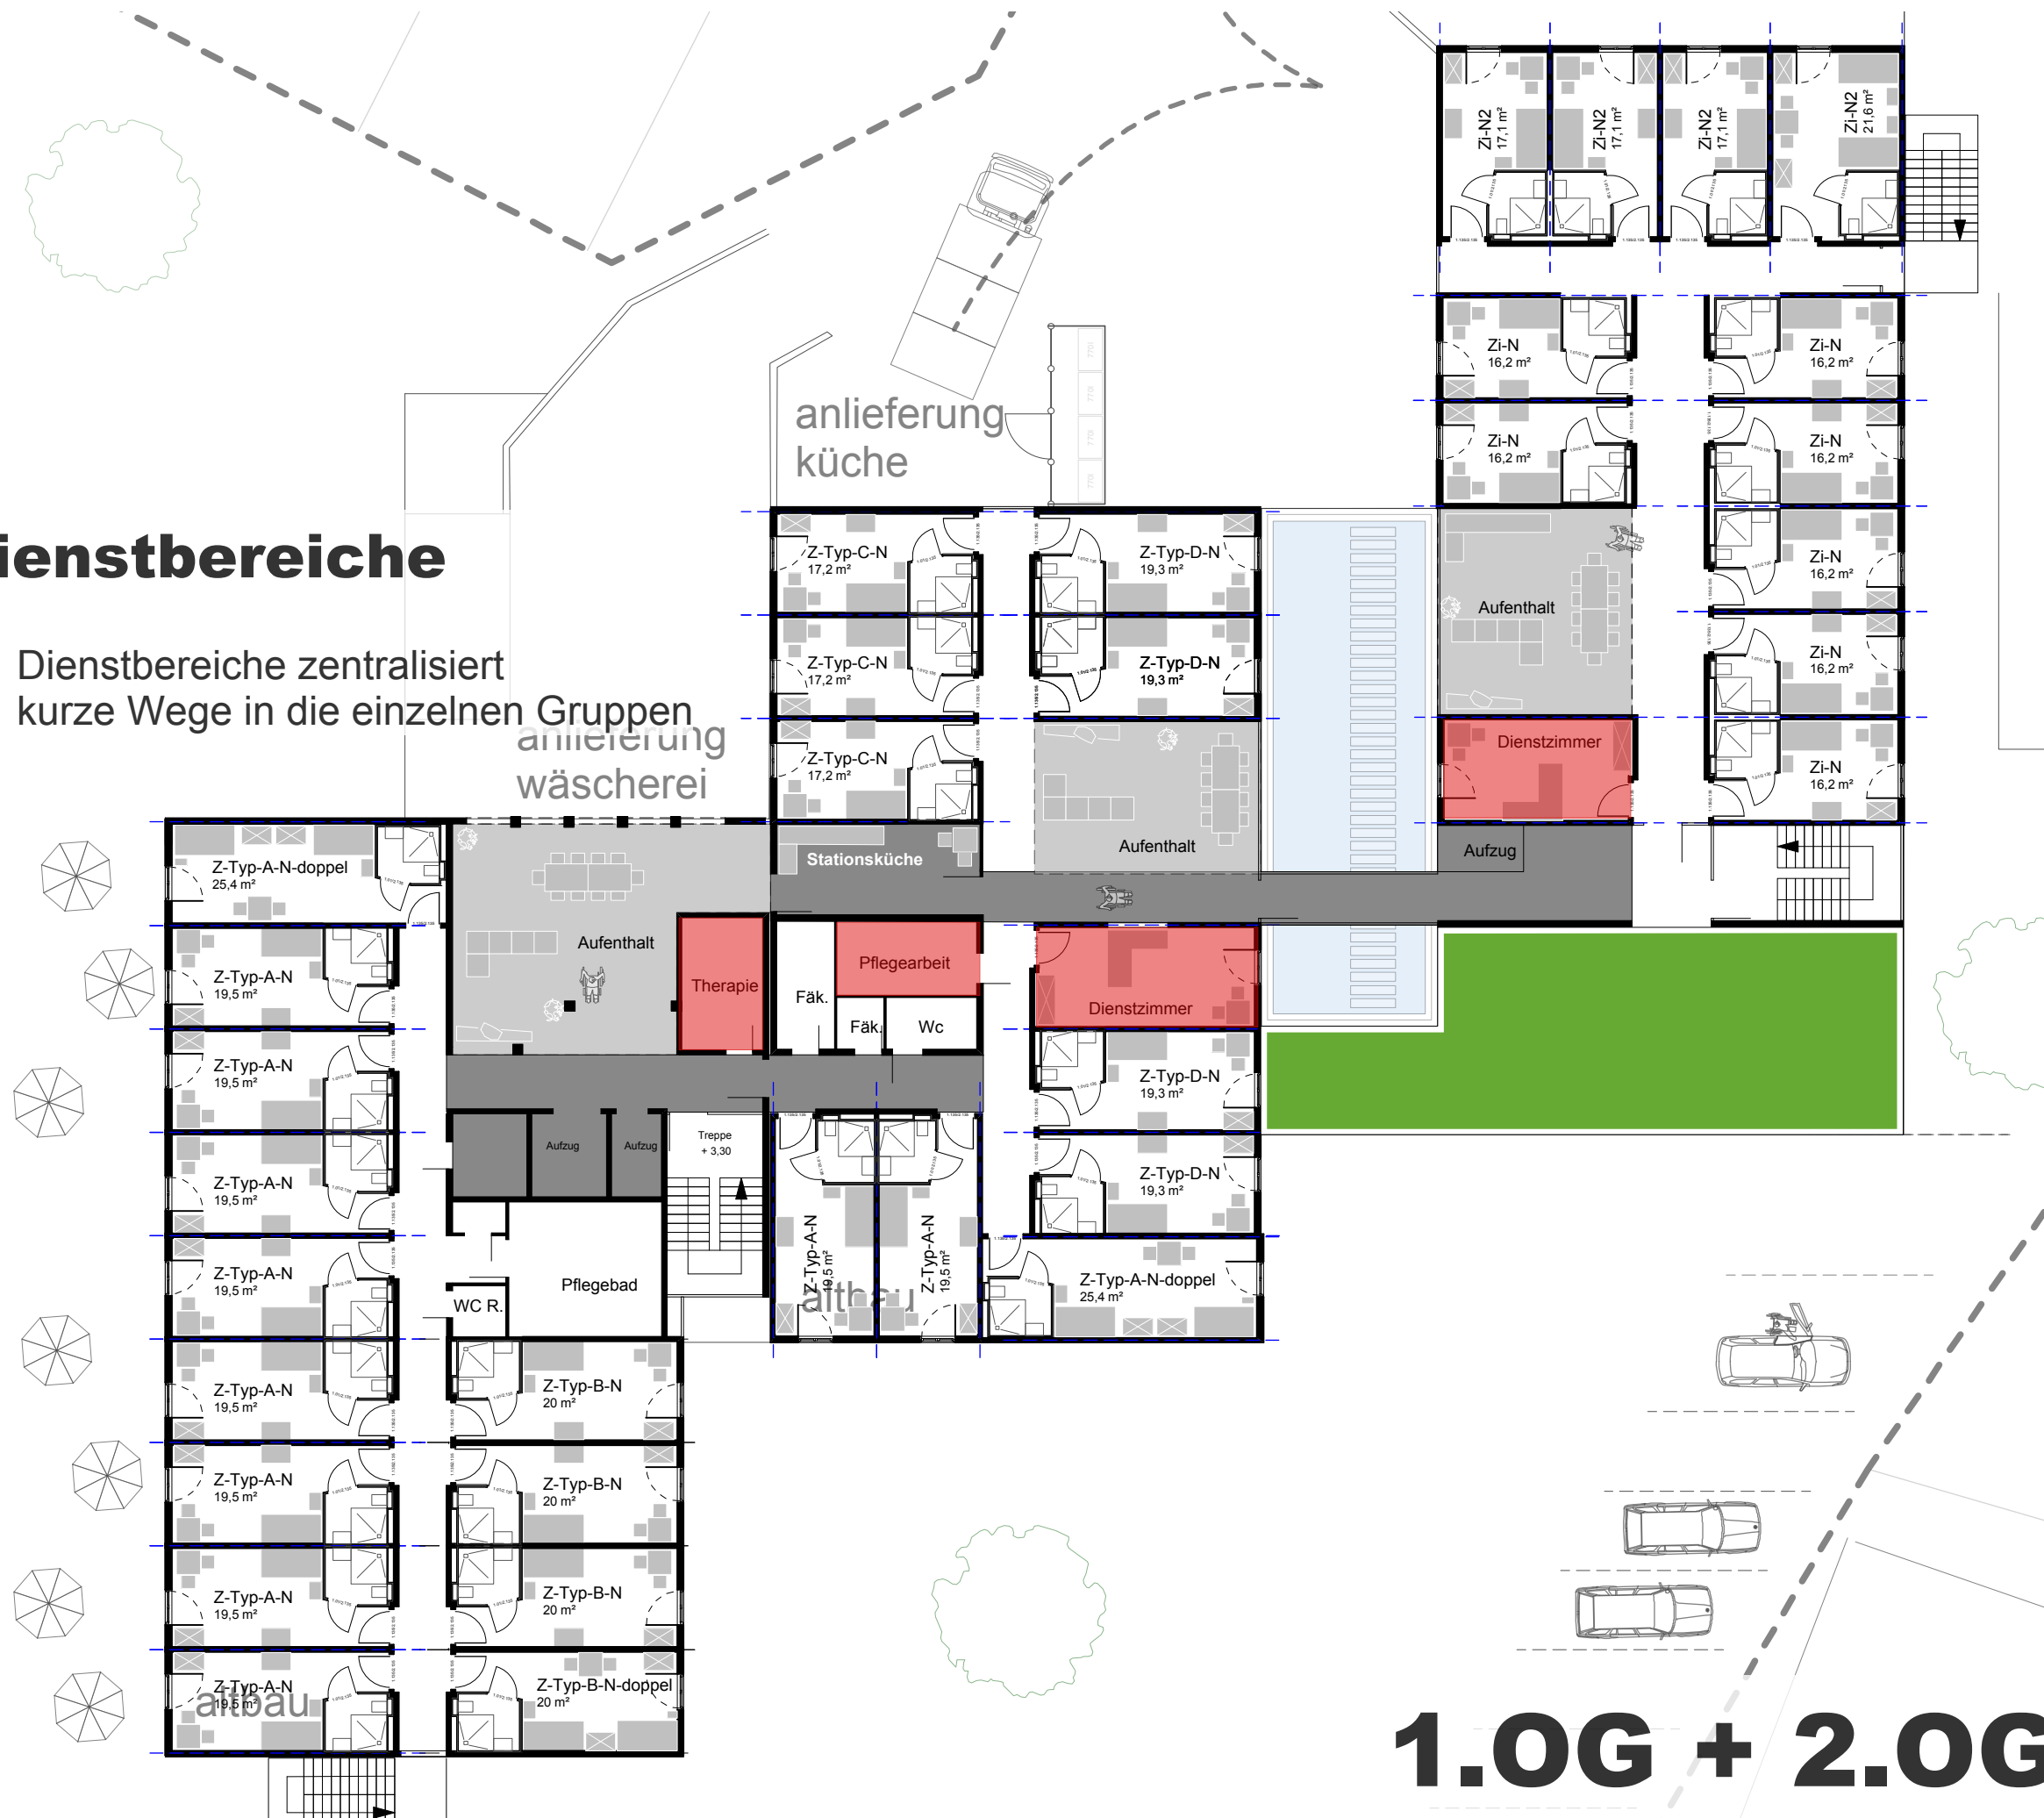 ienstbereiche
Dienstbereiche zentralisiert
kurze Wege in die einzelnen Gruppen
anlieferung
wäscherei
anlieferung
küche
Zi-N2
17,1 m²
Zi-N2
17,1 m²
Zi-N2
17,1 m²
Zi-N2
21,6 m²
Zi-N
16,2 m²
Zi-N
16,2 m²
Zi-N
16,2 m²
Zi-N
16,2 m²
Zi-N
16,2 m²
Zi-N
16,2 m²
Zi-N
16,2 m²
Aufenthalt
Dienstzimmer
Aufzug
770l
770l
770l
770l
Z-Typ-C-N
17,2 m²
Z-Typ-D-N
19,3 m²
Z-Typ-C-N
17,2 m²
Z-Typ-D-N
19,3 m²
Z-Typ-C-N
17,2 m²
Aufenthalt
Stationsküche
Z-Typ-A-N-doppel
25,4 m²
Aufenthalt
Therapie
Fäk.
Pflegearbeit
Fäk.
Wc
Dienstzimmer
Z-Typ-A-N
19,5 m²
Z-Typ-A-N
19,5 m²
Z-Typ-A-N
19,5 m²
Z-Typ-A-N
19,5 m²
Z-Typ-A-N
19,5 m²
Z-Typ-A-N
19,5 m²
Z-Typ-A-N
19,5 m²
Z-Typ-A-N
19,5 m²
altbau
Aufzug
Aufzug
Treppe
+ 3,30
Pflegebad
WC R.
Z-Typ-D-N
19,3 m²
Z-Typ-D-N
19,3 m²
Z-Typ-A-N
19,5 m²
Z-Typ-A-N
19,5 m²
altbau
Z-Typ-A-N-doppel
25,4 m²
Z-Typ-B-N
20 m²
Z-Typ-B-N
20 m²
Z-Typ-B-N
20 m²
Z-Typ-B-N-doppel
20 m²
1.OG + 2.OG